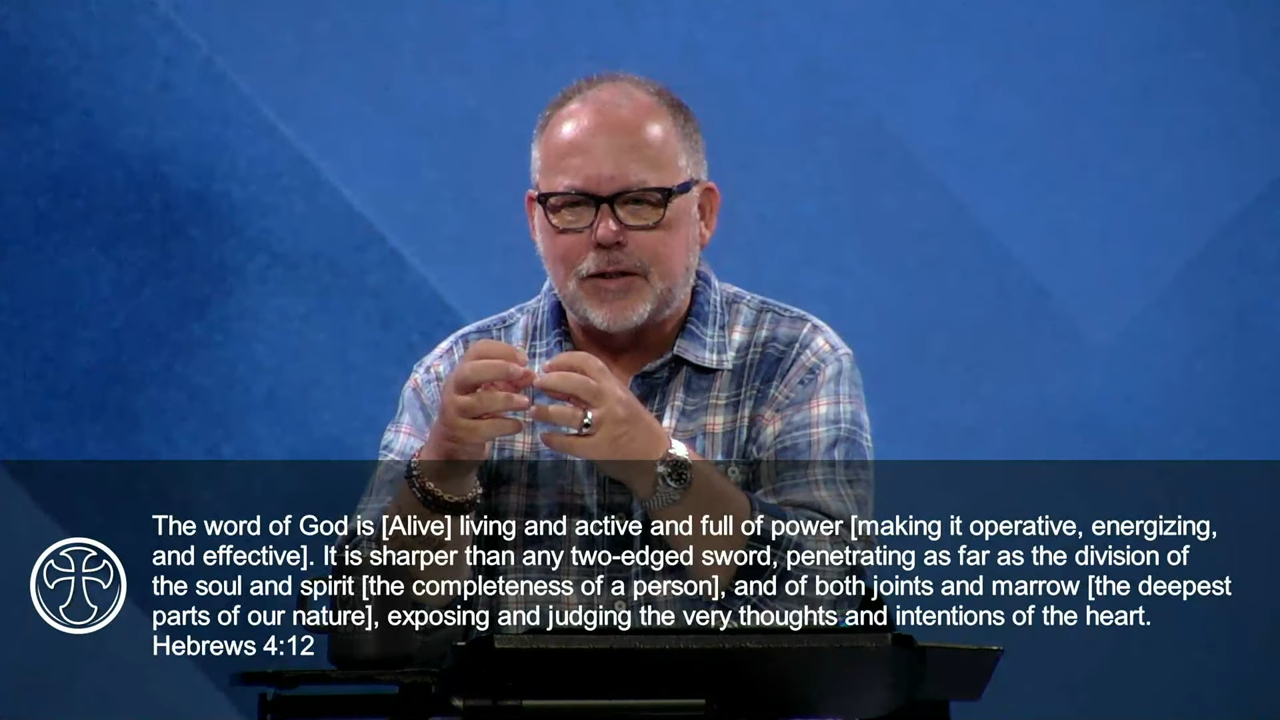 The word of God is [Alive] living and active and full of power [making it operative, energizing,
and effective]. It is sharper than any two-edged sword, penetrating as far as the division of
the soul and spirit [the completeness of a person], and of both joints and marrow [the deepest
parts of our nature], exposing and judging the very thoughts and intentions of the heart.
Hebrews 4:12